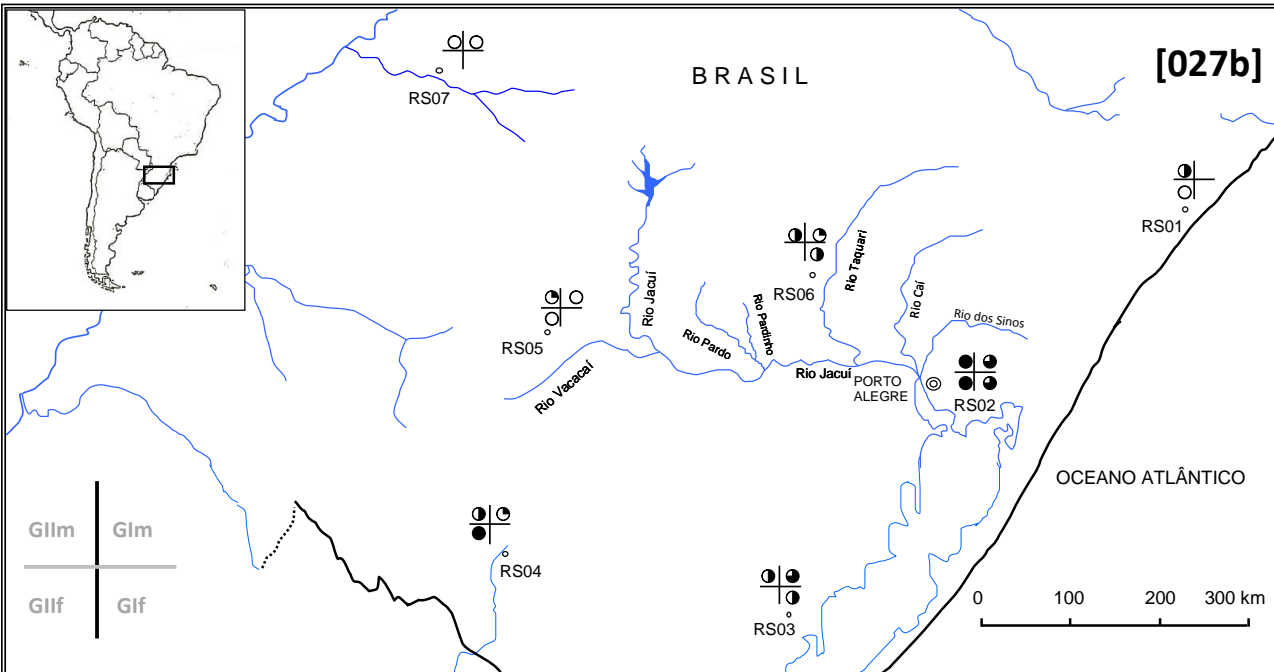 BRASIL
[027b]
RS07
RS01
Rio Taquari
RS06
Rio Caí
Rio Jacuí
Rio dos Sinos
RS05
Rio Pardo
Rio Pardinho
Rio Vacacaí
Rio Jacuí
PORTO
ALEGRE
RS02
OCEANO ATLÂNTICO
GIIm
GIm
GIIf
GIf
RS04
RS03
0 100 200 300 km